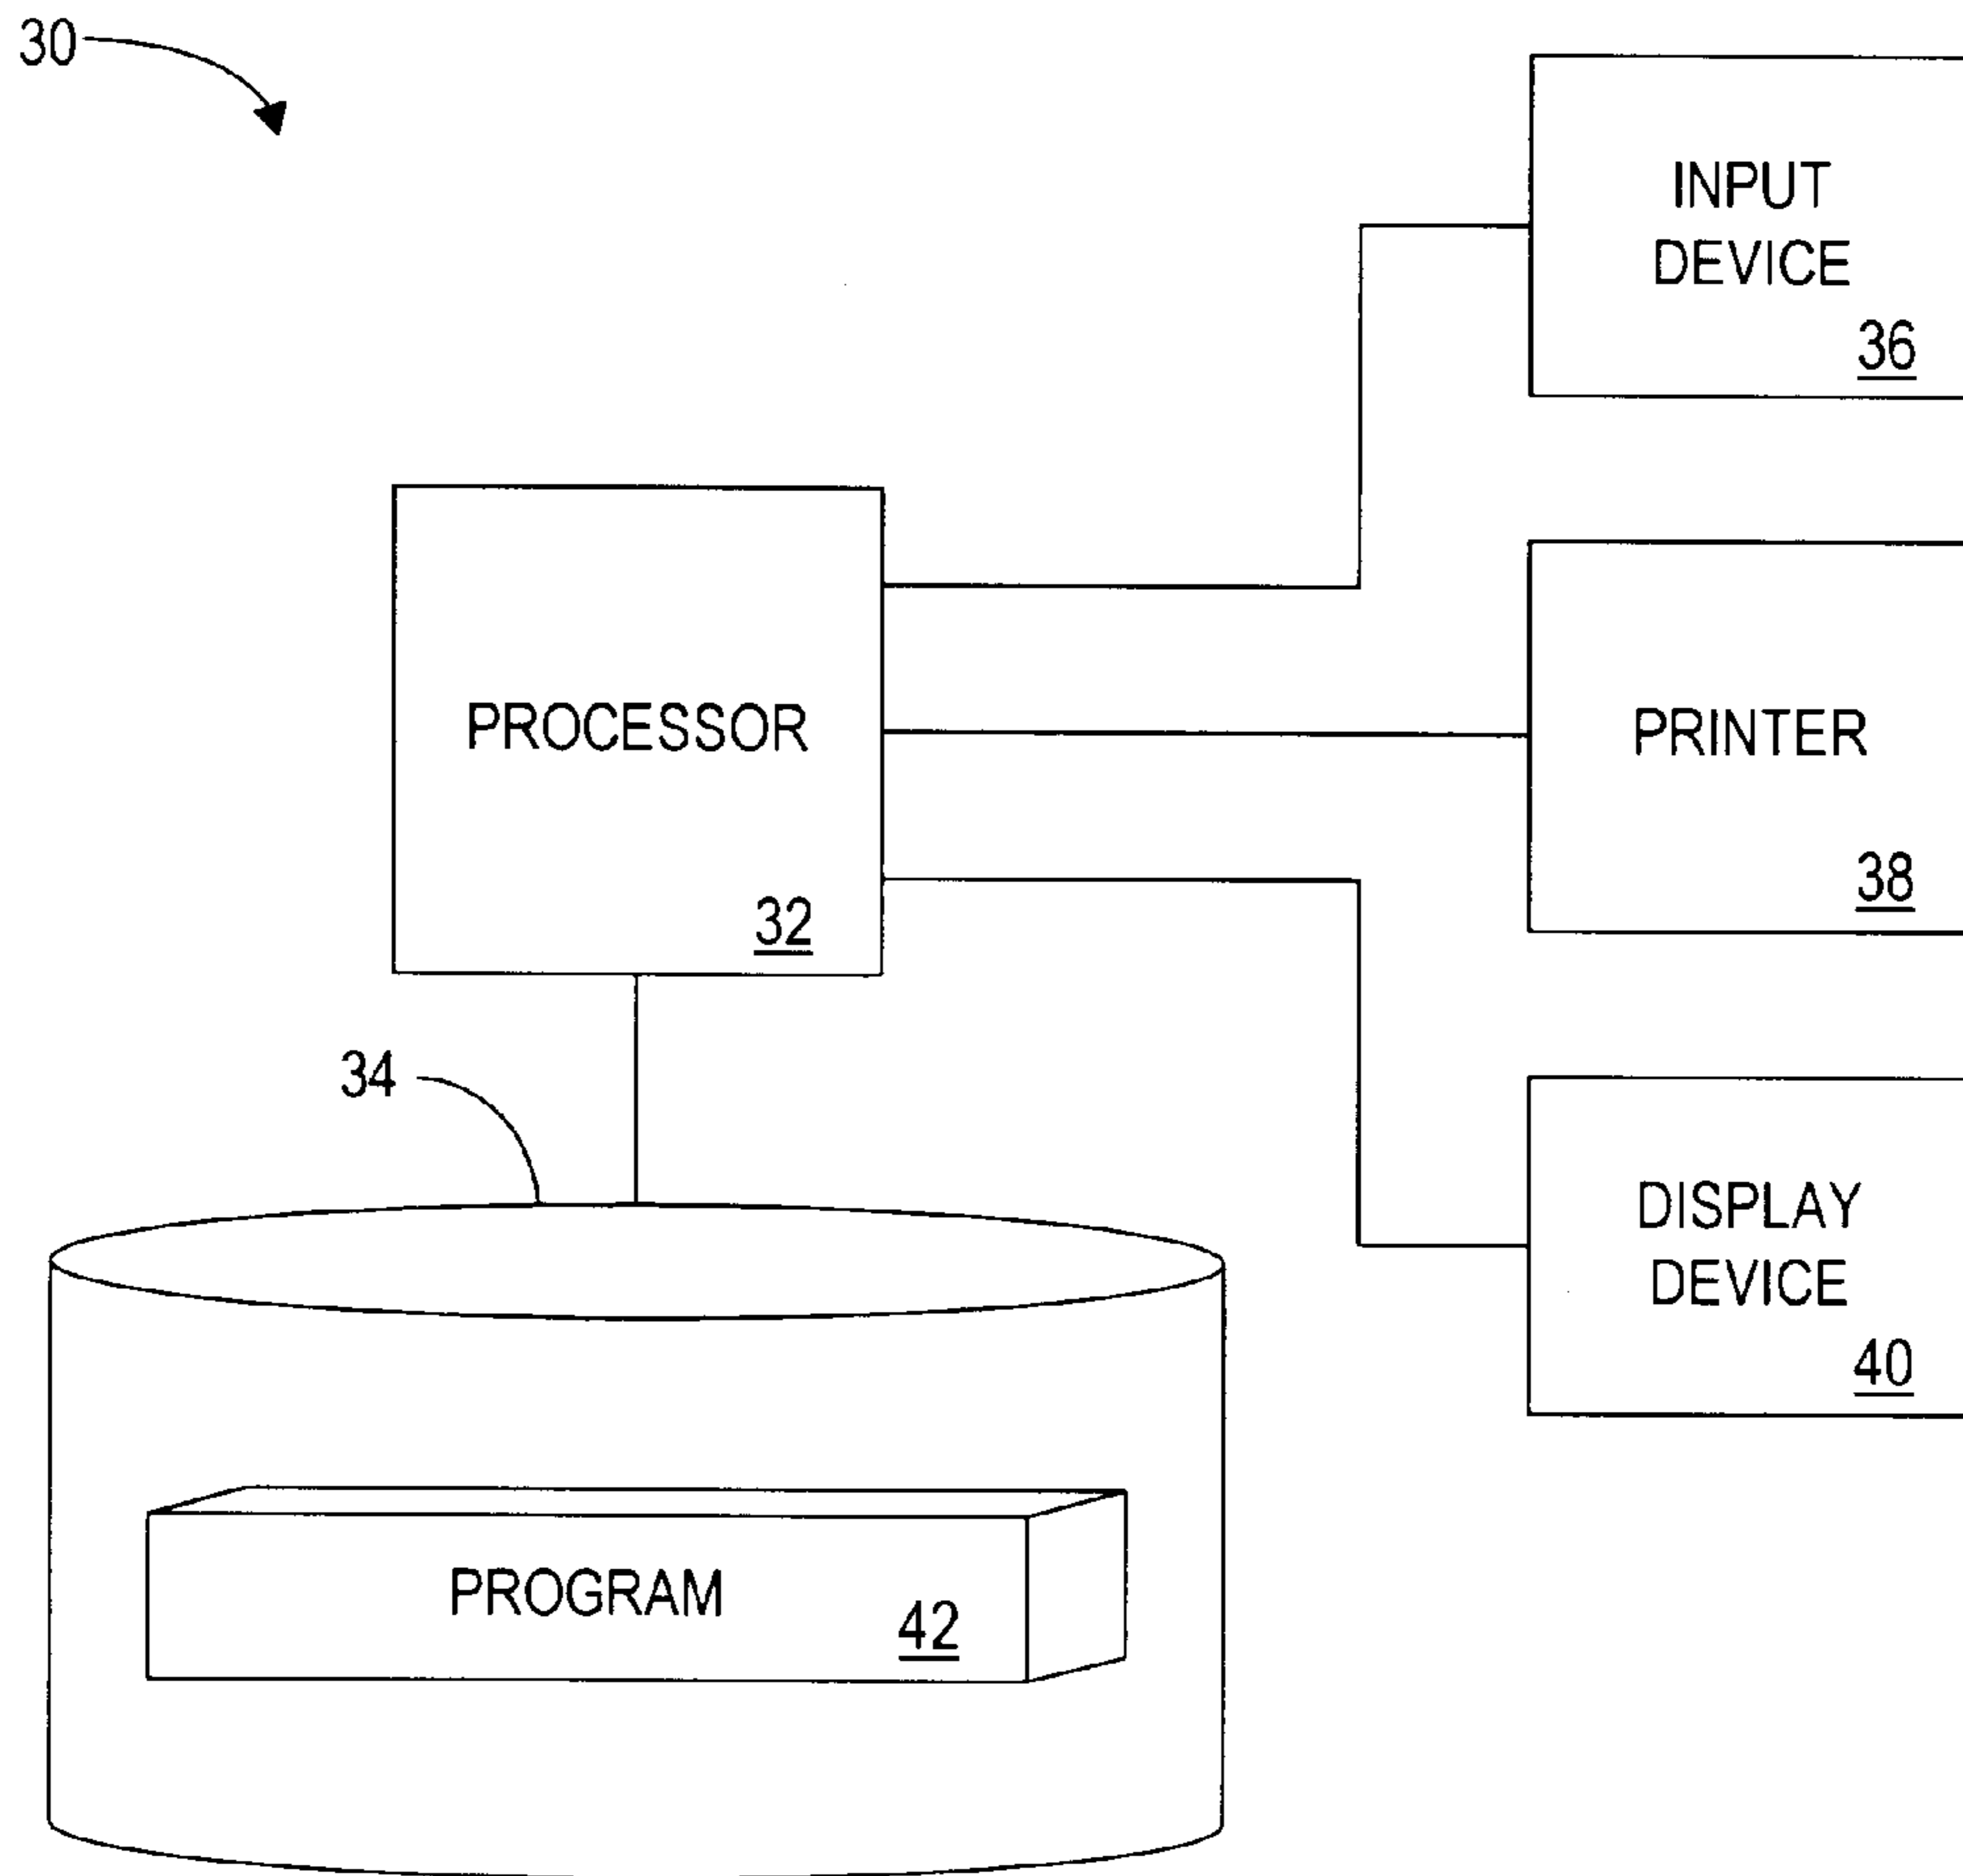 30
INPUT
DEVICE
36
PROCESSOR
32
PRINTER
38
34
DISPLAY
DEVICE
40
PROGRAM
42